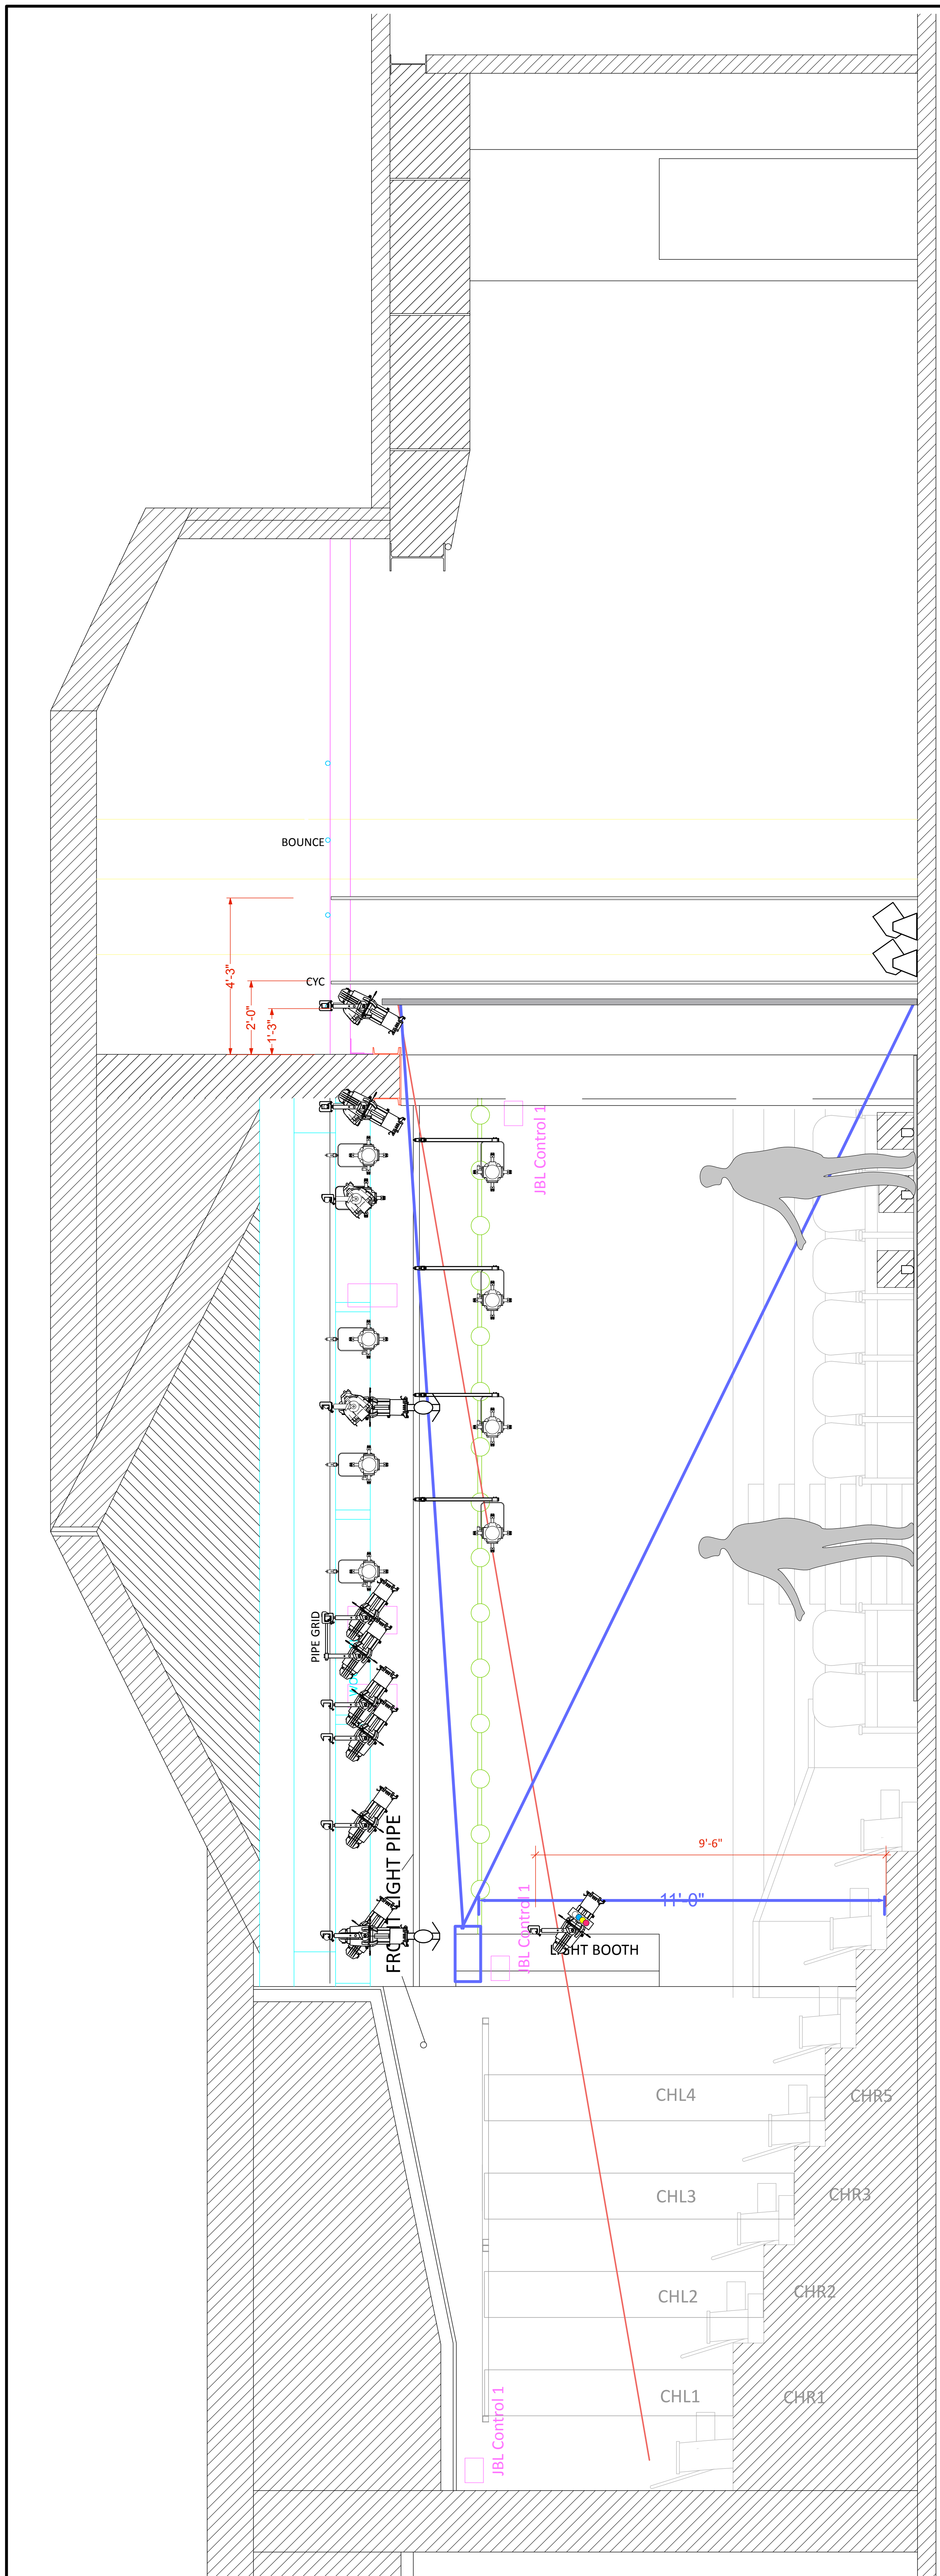 BOUNCE
4'-3"
CYC
2'-0"
1'-3"
JBL Control 1
PIPE GRID
FRONT LIGHT PIPE
9'-6"
11'-0"
JBL Control 1
LIGHT BOOTH
CHL4
CHR5
CHL3
CHR3
CHL2
CHR2
CHL1
CHR1
JBL Control 1